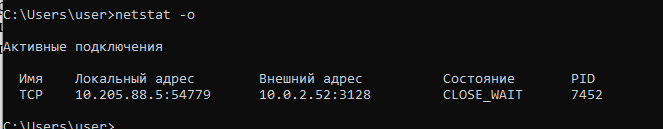 C:\Users\user>netstat -o
Активные подключения
Имя Локальный адрес Внешний адрес Состояние PID
TCP 10.205.88.5:54779 10.0.2.52:3128 CLOSE_WAIT 7452
C:\Users\user>